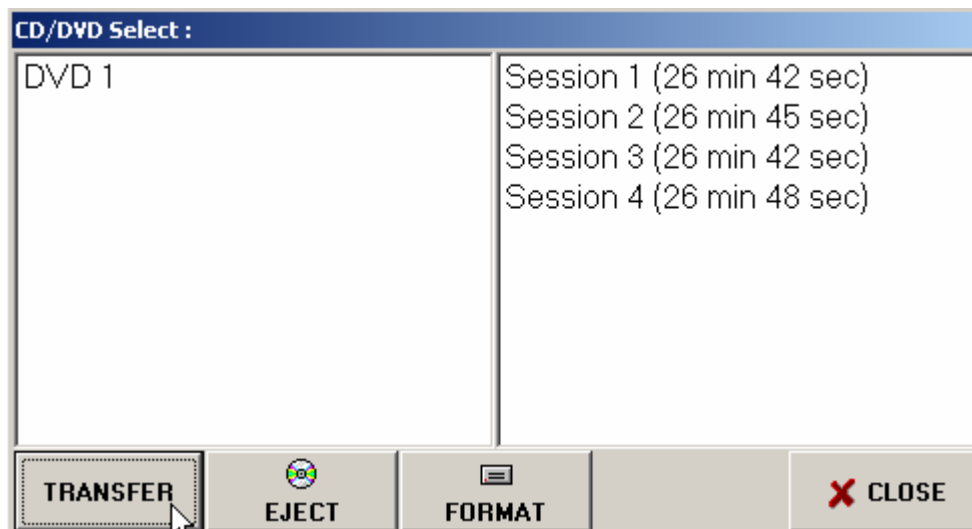 CD/DVD Select :
DVD 1
Session 1 (26 min 42 sec)
Session 2 (26 min 45 sec)
Session 3 (26 min 42 sec)
Session 4 (26 min 48 sec)
TRANSFER
EJECT
FORMAT
CLOSE